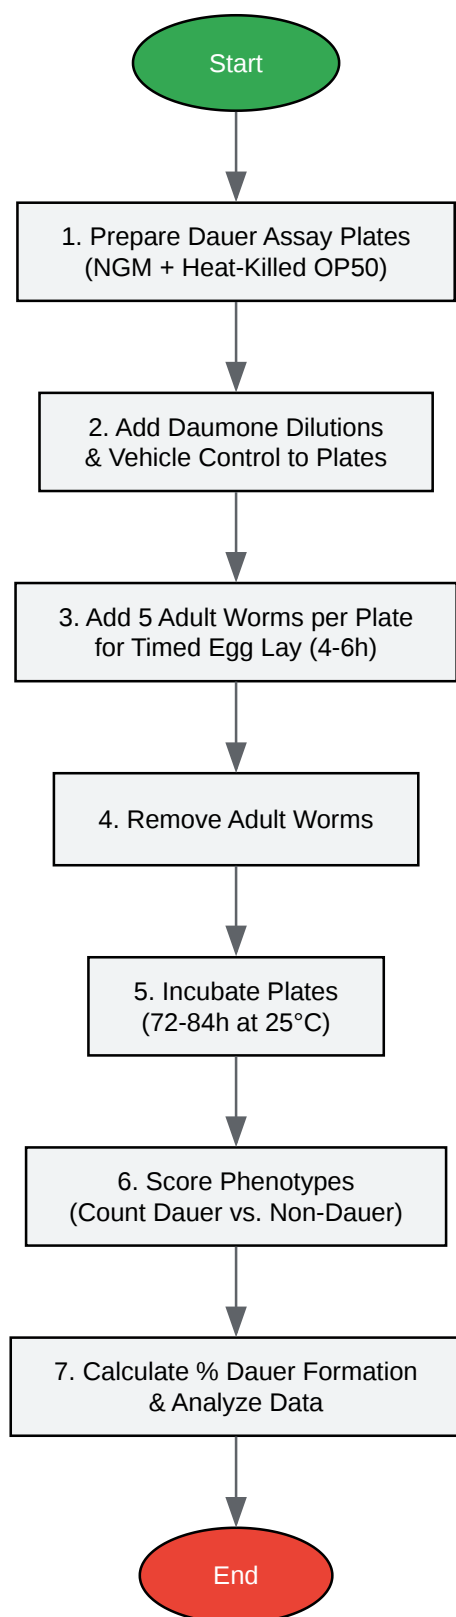 Start
1. Prepare Dauer Assay Plates
(NGM + Heat-Killed OP50)
2. Add Daumone Dilutions
& Vehicle Control to Plates
3. Add 5 Adult Worms per Plate
for Timed Egg Lay (4-6h)
4. Remove Adult Worms
5. Incubate Plates
(72-84h at 25°C)
6. Score Phenotypes
(Count Dauer vs. Non-Dauer)
7. Calculate % Dauer Formation
& Analyze Data
End